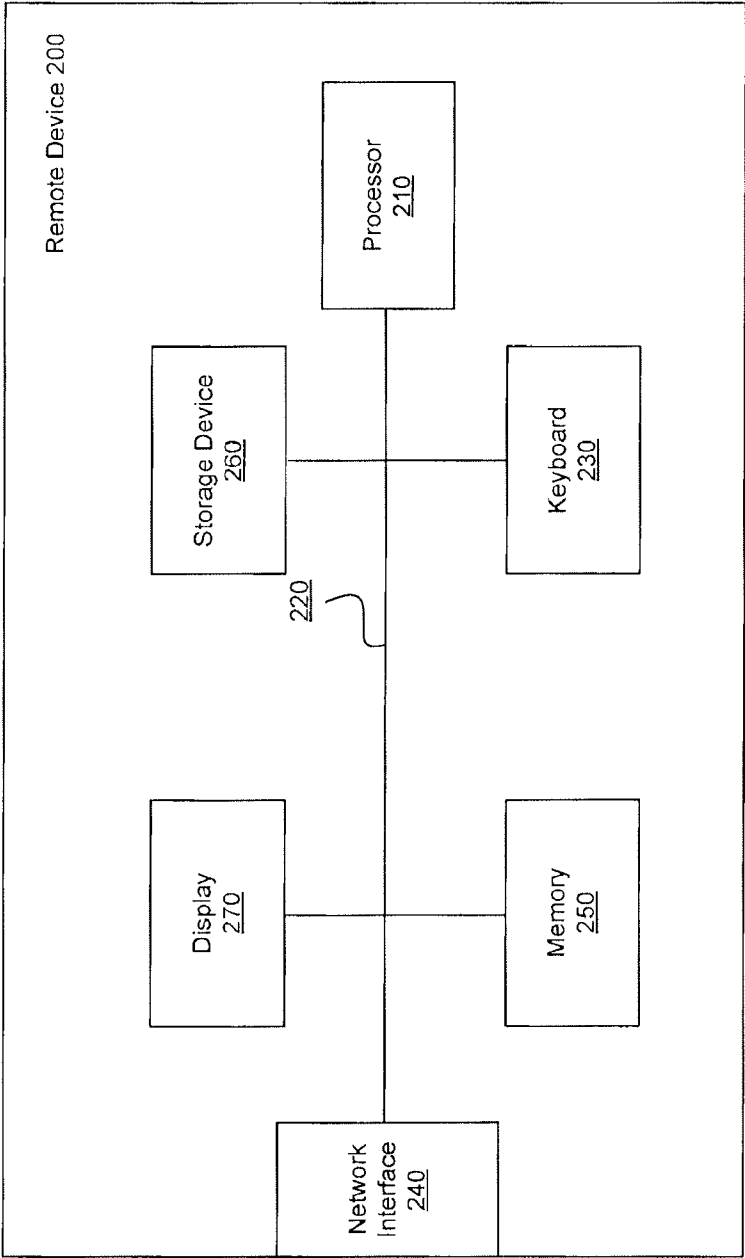 Remote Device 200
Display
270
Storage Device
260
220
Network
Interface
240
Processor
210
Memory
250
Keyboard
230